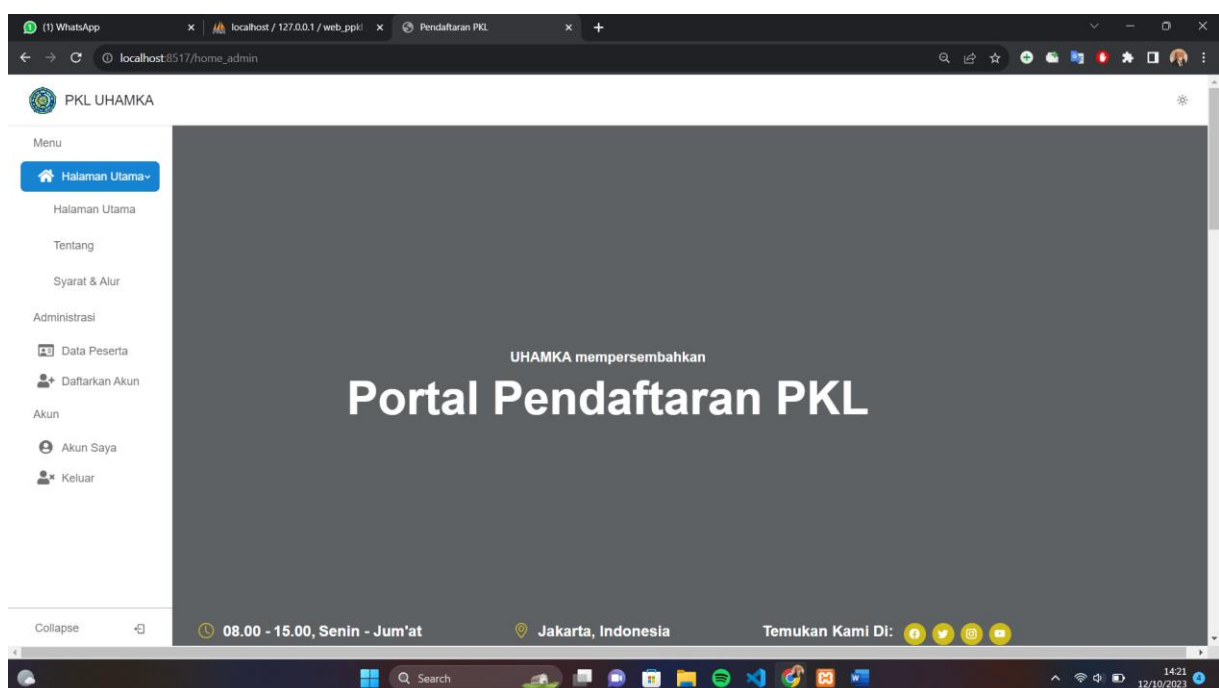 (1) WhatsApp
localhost / 127.0.0.1 / web_ppkl
Pendaftaran PKL
localhost:8517/home_admin
PKL UHAMKA
Menu
Halaman Utama
Halaman Utama
Tentang
Syarat & Alur
Administrasi
Data Peserta
Daftarkan Akun
Akun
Akun Saya
Keluar
Collapse
UHAMKA mempersembahkan
Portal Pendaftaran PKL
08.00 - 15.00, Senin - Jum'at
Jakarta, Indonesia
Temukan Kami Di:
Search
14:21
12/10/2023
4